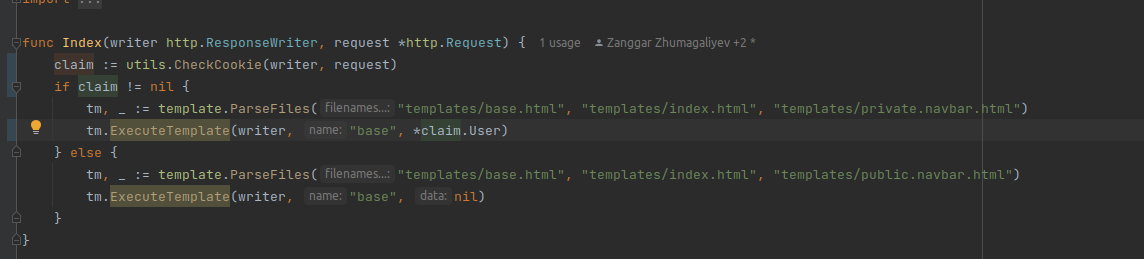 import ...
func Index(writer http.ResponseWriter, request *http.Request) { 1 usage Zanggar Zhumagaliyev +2 *
claim := utils.CheckCookie(writer, request)
if claim != nil {
tm, _ := template.ParseFiles( filenames...: "templates/base.html", "templates/index.html", "templates/private.navbar.html")
tm.ExecuteTemplate(writer, name: "base", *claim.User)
} else {
tm, _ := template.ParseFiles( filenames...: "templates/base.html", "templates/index.html", "templates/public.navbar.html")
tm.ExecuteTemplate(writer, name: "base", data: nil)
}
}